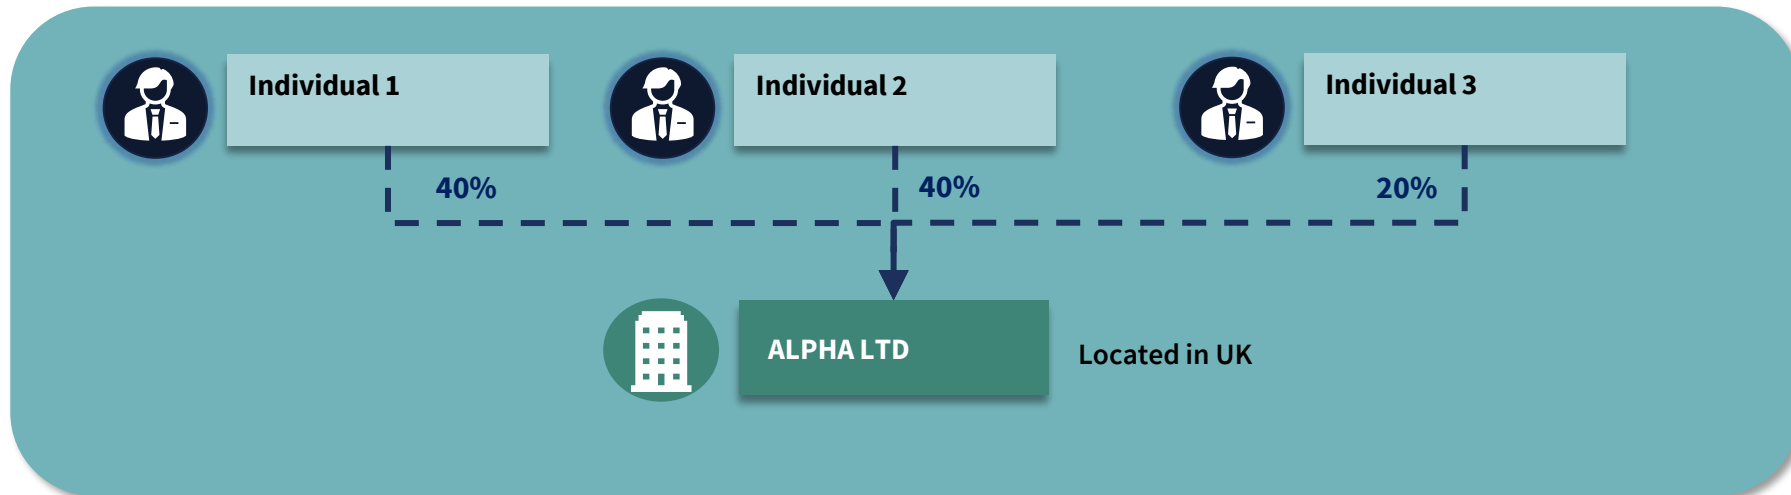 Individual 1
Individual 2
Individual 3
40%
40%
20%
ALPHA LTD
Located in UK